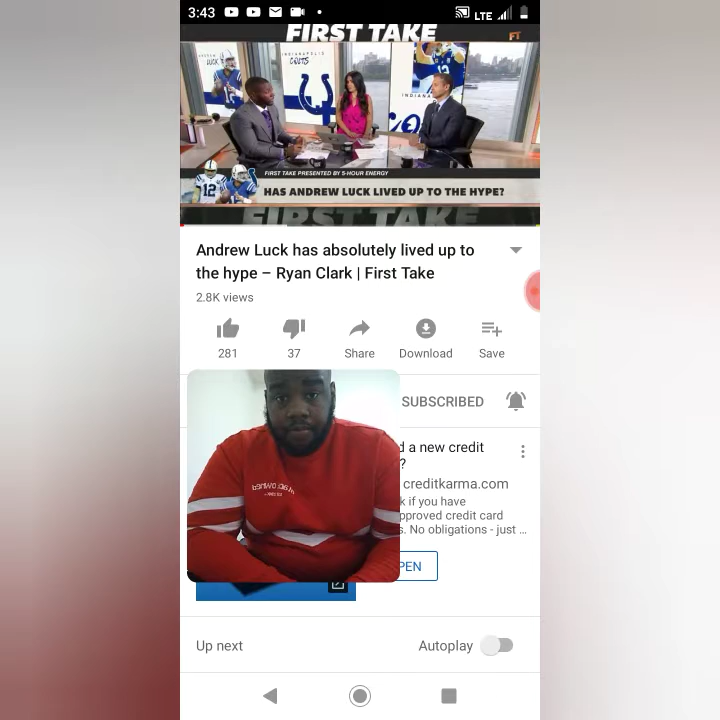 3:43
LTE
FIRST TAKE
FT
INDIANAPOLIS
COLTS
INDIANA
FIRST TAKE PRESENTED BY 5-HOUR ENERGY
HAS ANDREW LUCK LIVED UP TO THE HYPE?
FIRST TAKE
Andrew Luck has absolutely lived up to
the hype – Ryan Clark | First Take
2.8K views
281
37
Share
Download
Save
SUBSCRIBED
d a new credit
?
creditkarma.com
k if you have
pproved credit card
s. No obligations - just ...
PEN
Up next
Autoplay